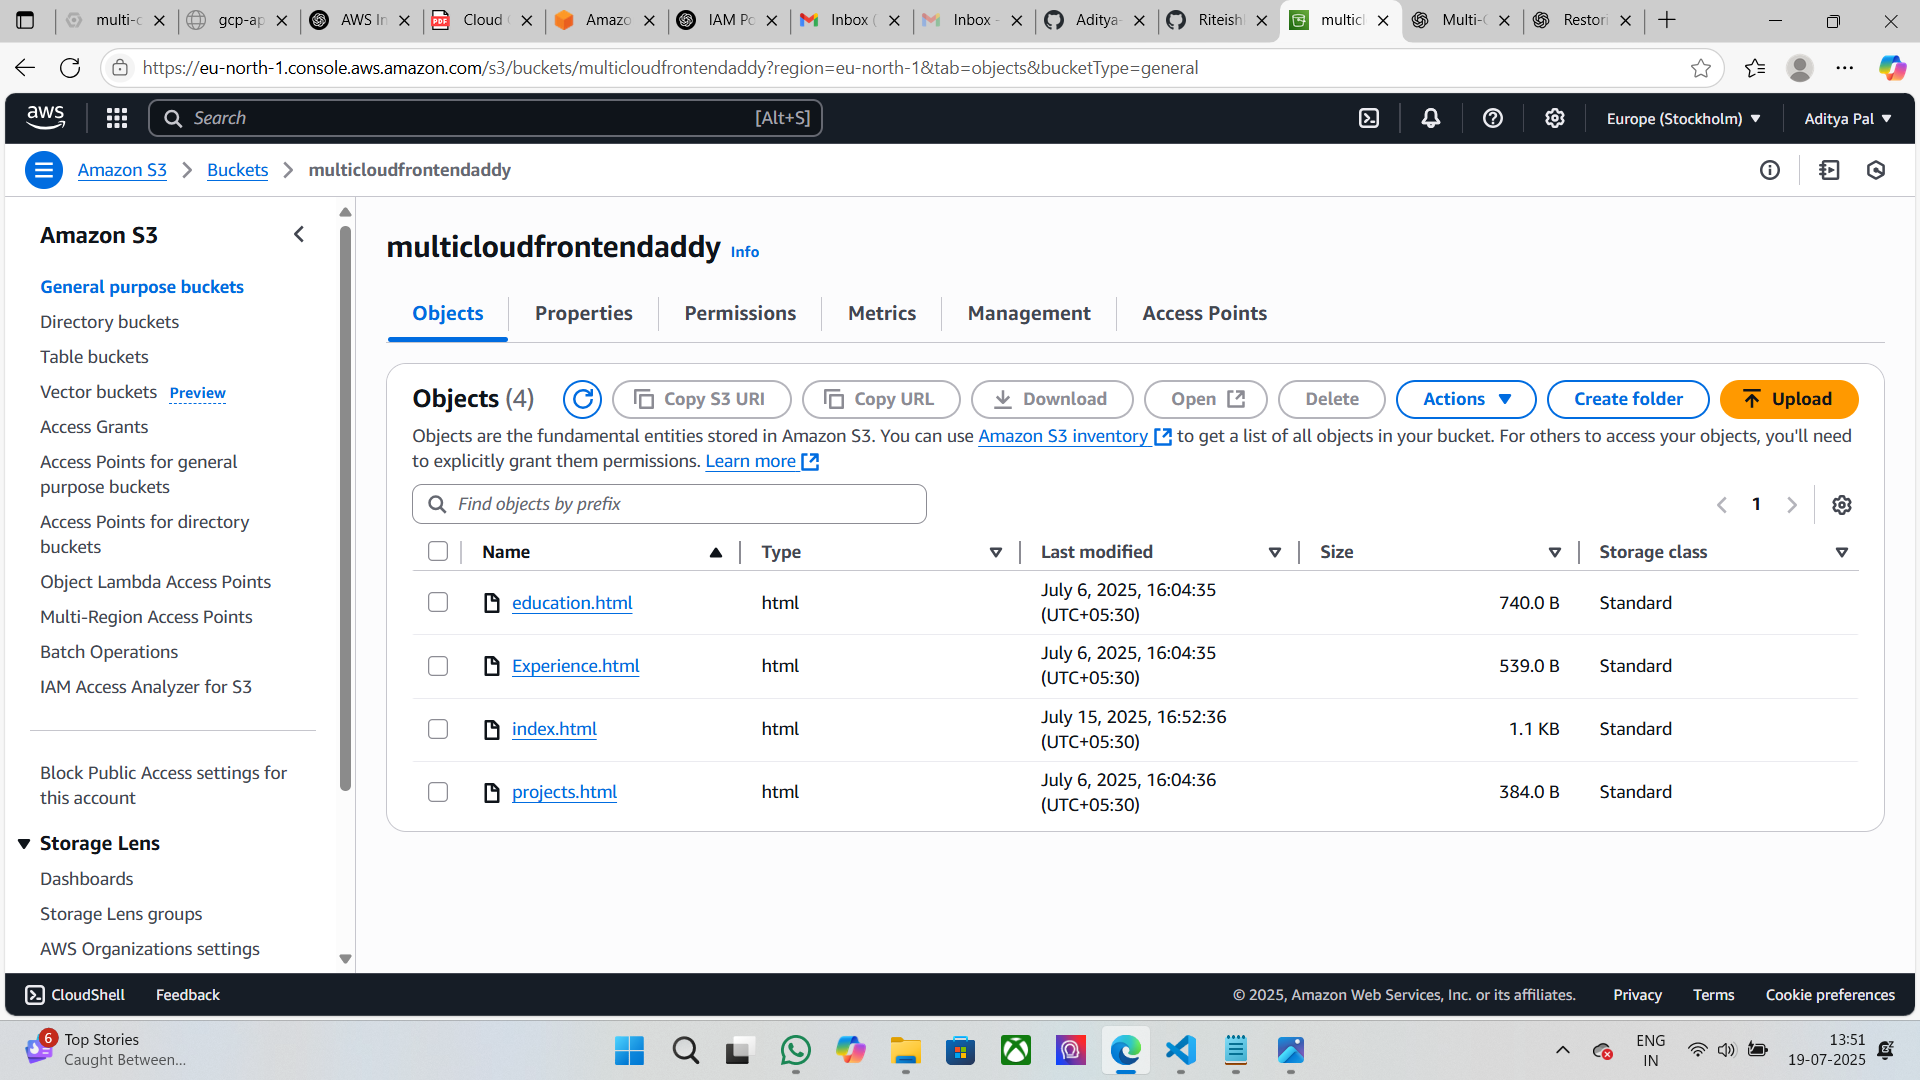 multi-c
gcp-ap
AWS In
PDF
Cloud (
Amazo
IAM Po
Inbox (
Inbox -
Aditya-
Riteish
multicl
Multi-C
Restori
https://eu-north-1.console.aws.amazon.com/s3/buckets/multicloudfrontendaddy?region=eu-north-1&tab=objects&bucketType=general
aws
Search
[Alt+S]
Europe (Stockholm)
Aditya Pal
Amazon S3
Buckets
multicloudfrontendaddy
Amazon S3
General purpose buckets
Directory buckets
Table buckets
Vector buckets Preview
Access Grants
Access Points for general
purpose buckets
Access Points for directory
buckets
Object Lambda Access Points
Multi-Region Access Points
Batch Operations
IAM Access Analyzer for S3
Block Public Access settings for
this account
Storage Lens
Dashboards
Storage Lens groups
AWS Organizations settings
multicloudfrontendaddy Info
Objects
Properties
Permissions
Metrics
Management
Access Points
Objects (4)
Copy S3 URI
Copy URL
Download
Open
Delete
Actions
Create folder
Upload
Objects are the fundamental entities stored in Amazon S3. You can use Amazon S3 inventory to get a list of all objects in your bucket. For others to access your objects, you'll need
to explicitly grant them permissions. Learn more
Find objects by prefix
1
Name
Type
Last modified
Size
Storage class
education.html
html
July 6, 2025, 16:04:35
(UTC+05:30)
740.0 B
Standard
Experience.html
html
July 6, 2025, 16:04:35
(UTC+05:30)
539.0 B
Standard
index.html
html
July 15, 2025, 16:52:36
(UTC+05:30)
1.1 KB
Standard
projects.html
html
July 6, 2025, 16:04:36
(UTC+05:30)
384.0 B
Standard
CloudShell
Feedback
© 2025, Amazon Web Services, Inc. or its affiliates.
Privacy
Terms
Cookie preferences
6
Top Stories
Caught Between...
ENG
IN
13:51
19-07-2025